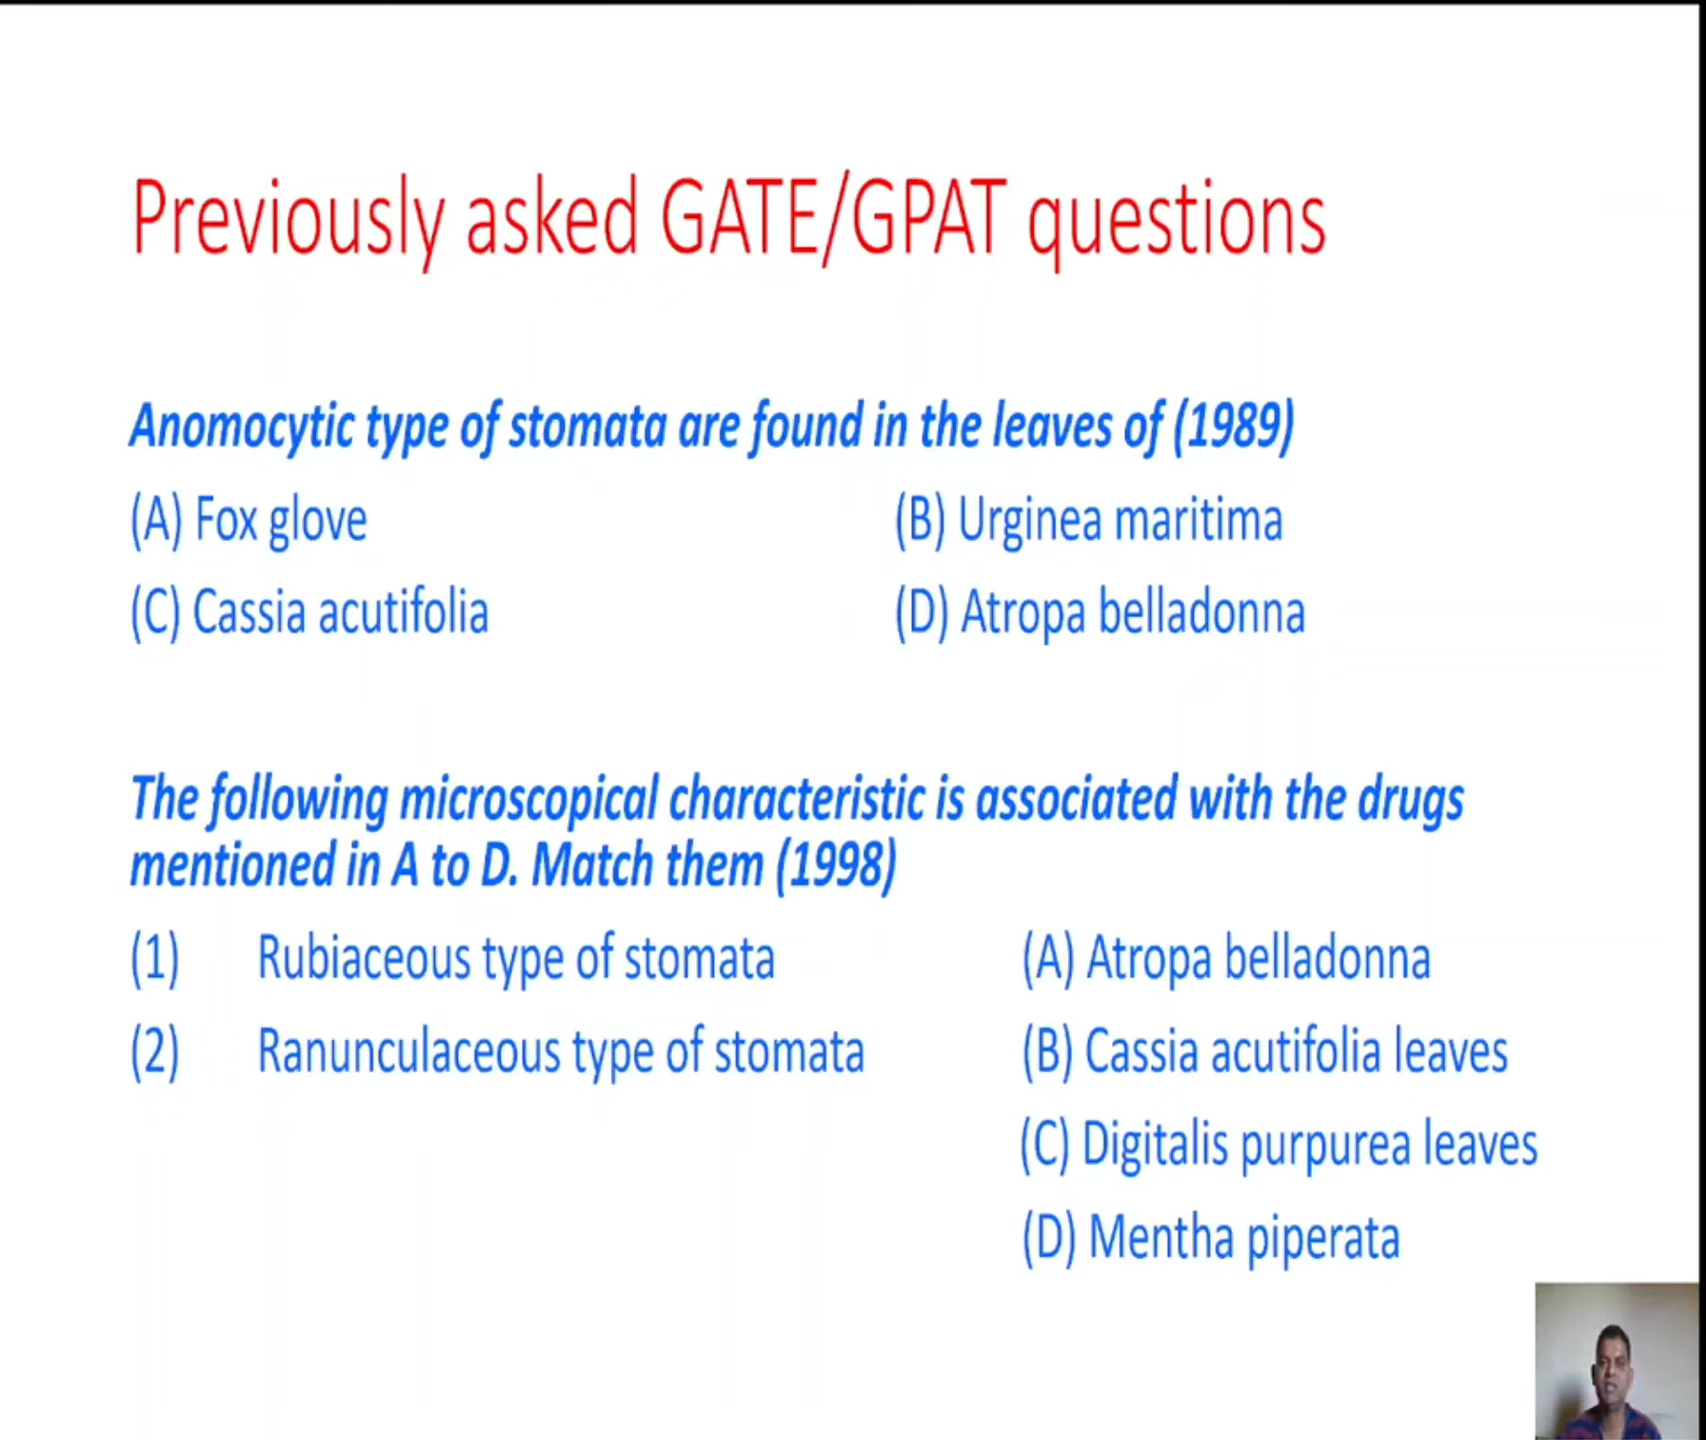 Previously asked GATE/GPAT questions
Anomocytic type of stomata are found in the leaves of (1989)
(A) Fox glove (B) Urginea maritima
(C) Cassia acutifolia (D) Atropa belladonna
The following microscopical characteristic is associated with the drugs
mentioned in A to D. Match them (1998)
(1) Rubiaceous type of stomata (A) Atropa belladonna
(2) Ranunculaceous type of stomata (B) Cassia acutifolia leaves
(C) Digitalis purpurea leaves
(D) Mentha piperata